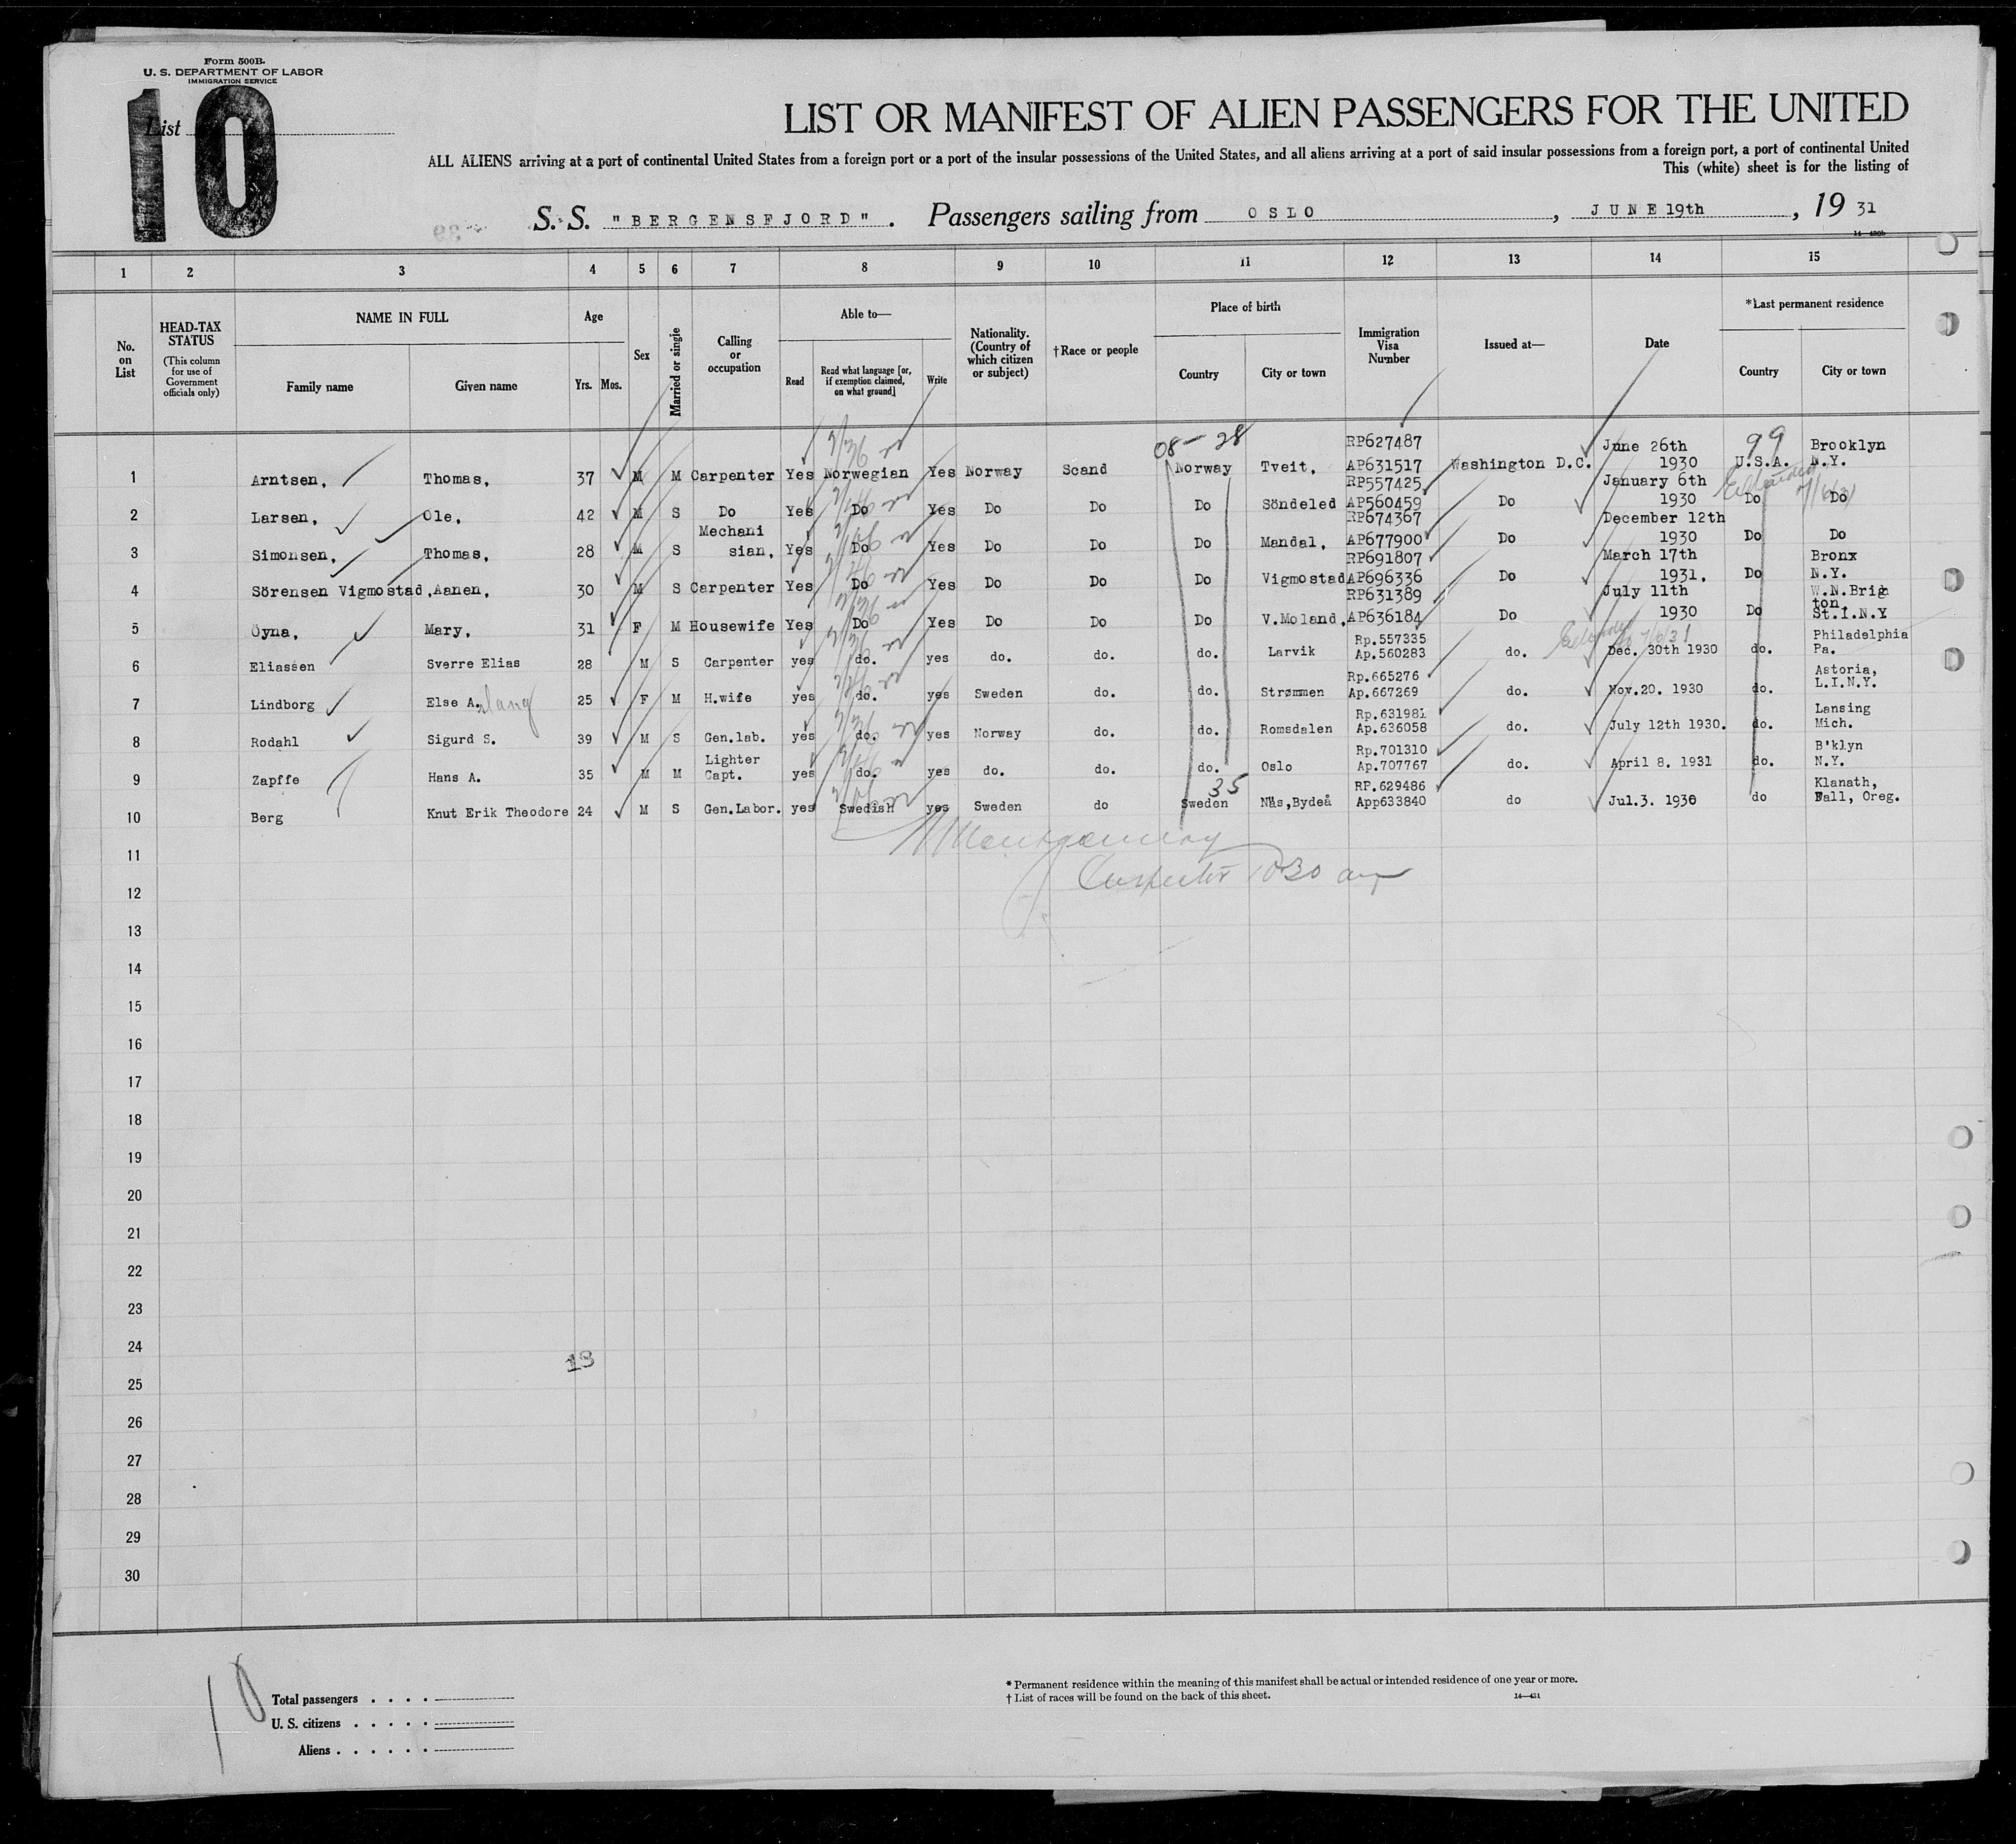 Form 500B.
U. S. DEPARTMENT OF LABOR
IMMIGRATION SERVICE
List
10
LIST OR MANIFEST OF ALIEN PASSENGERS FOR THE UNITED
ALL ALIENS arriving at a port of continental United States from a foreign port or a port of the insular possessions of the United States, and all aliens arriving at a port of said insular possessions from a foreign port, a port of continental United
This (white) sheet is for the listing of
S. S. "BERGENSFJORD". Passengers sailing from OSLO, JUNE 19th, 19 31
1 2 3 4 5 6 7 8 9 10 11 12 13 14 15
No. on List
HEAD-TAX STATUS
(This column for use of Government officials only)
NAME IN FULL
Family name Given name
Age
Yrs. Mos.
Sex
Married or single
Calling or occupation
Able to—
Read
Read what language [or, if exemption claimed, on what ground]
Write
Nationality. (Country of which citizen or subject)
†Race or people
Place of birth
Country City or town
Immigration Visa Number
Issued at—
Date
*Last permanent residence
Country City or town
08-28
99
1 Arntsen, Thomas, 37 M M Carpenter Yes Norwegian Yes Norway Scand Norway Tveit, RP627487 AP631517 Washington D.C. June 26th 1930 U.S.A. Brooklyn N.Y.
2 Larsen, Ole, 42 M S Do Yes Do Yes Do Do Do Söndeled RP557425 AP560459 Do January 6th 1930 Do Do
3 Simonsen, Thomas, 28 M S Mechani sian, Yes Do Yes Do Do Do Mandal, RP674367 AP677900 Do December 12th 1930 Do Do
4 Sörensen Vigmostad, Aanen, 30 M S Carpenter Yes Do Yes Do Do Do Vigmostad RP691807 AP696336 Do March 17th 1931, Do Bronx N.Y.
5 Öyna, Mary, 31 F M Housewife Yes Do Yes Do Do Do V.Moland, RP631389 AP636184 Do July 11th 1930 Do W.N.Brig ton, St.I.N.Y
6 Eliassen Sverre Elias 28 M S Carpenter yes do. yes do. do. do. Larvik Rp.557335 Ap.560283 do. Dec. 30th 1930 do. Philadelphia Pa.
7 Lindborg Else A. 25 F M H.wife yes do. yes Sweden do. do. Strømmen Rp.665276 Ap.667269 do. Nov.20. 1930 do. Astoria, L.I.N.Y.
8 Rodahl Sigurd S. 39 M S Gen.lab. yes do. yes Norway do. do. Romsdalen Rp.631981 Ap.636058 do. July 12th 1930. do. Lansing Mich.
9 Zapffe Hans A. 35 M M Lighter Capt. yes do. yes do. do. do. Oslo Rp.701310 Ap.707767 do. April 8. 1931 do. B'klyn N.Y.
35
10 Berg Knut Erik Theodore 24 M S Gen.Labor. yes Swedish yes Sweden do Sweden Näs,Bydeå RP.629486 App633840 do Jul.3. 1930 do Klanath, Fall, Oreg.
11
Montgomery
12
Inspector 1030 am
13
14
15
16
17
18
19
20
21
22
23
24
13
25
26
27
28
29
30
10
Total passengers
U. S. citizens
Aliens
* Permanent residence within the meaning of this manifest shall be actual or intended residence of one year or more.
† List of races will be found on the back of this sheet.
14—431